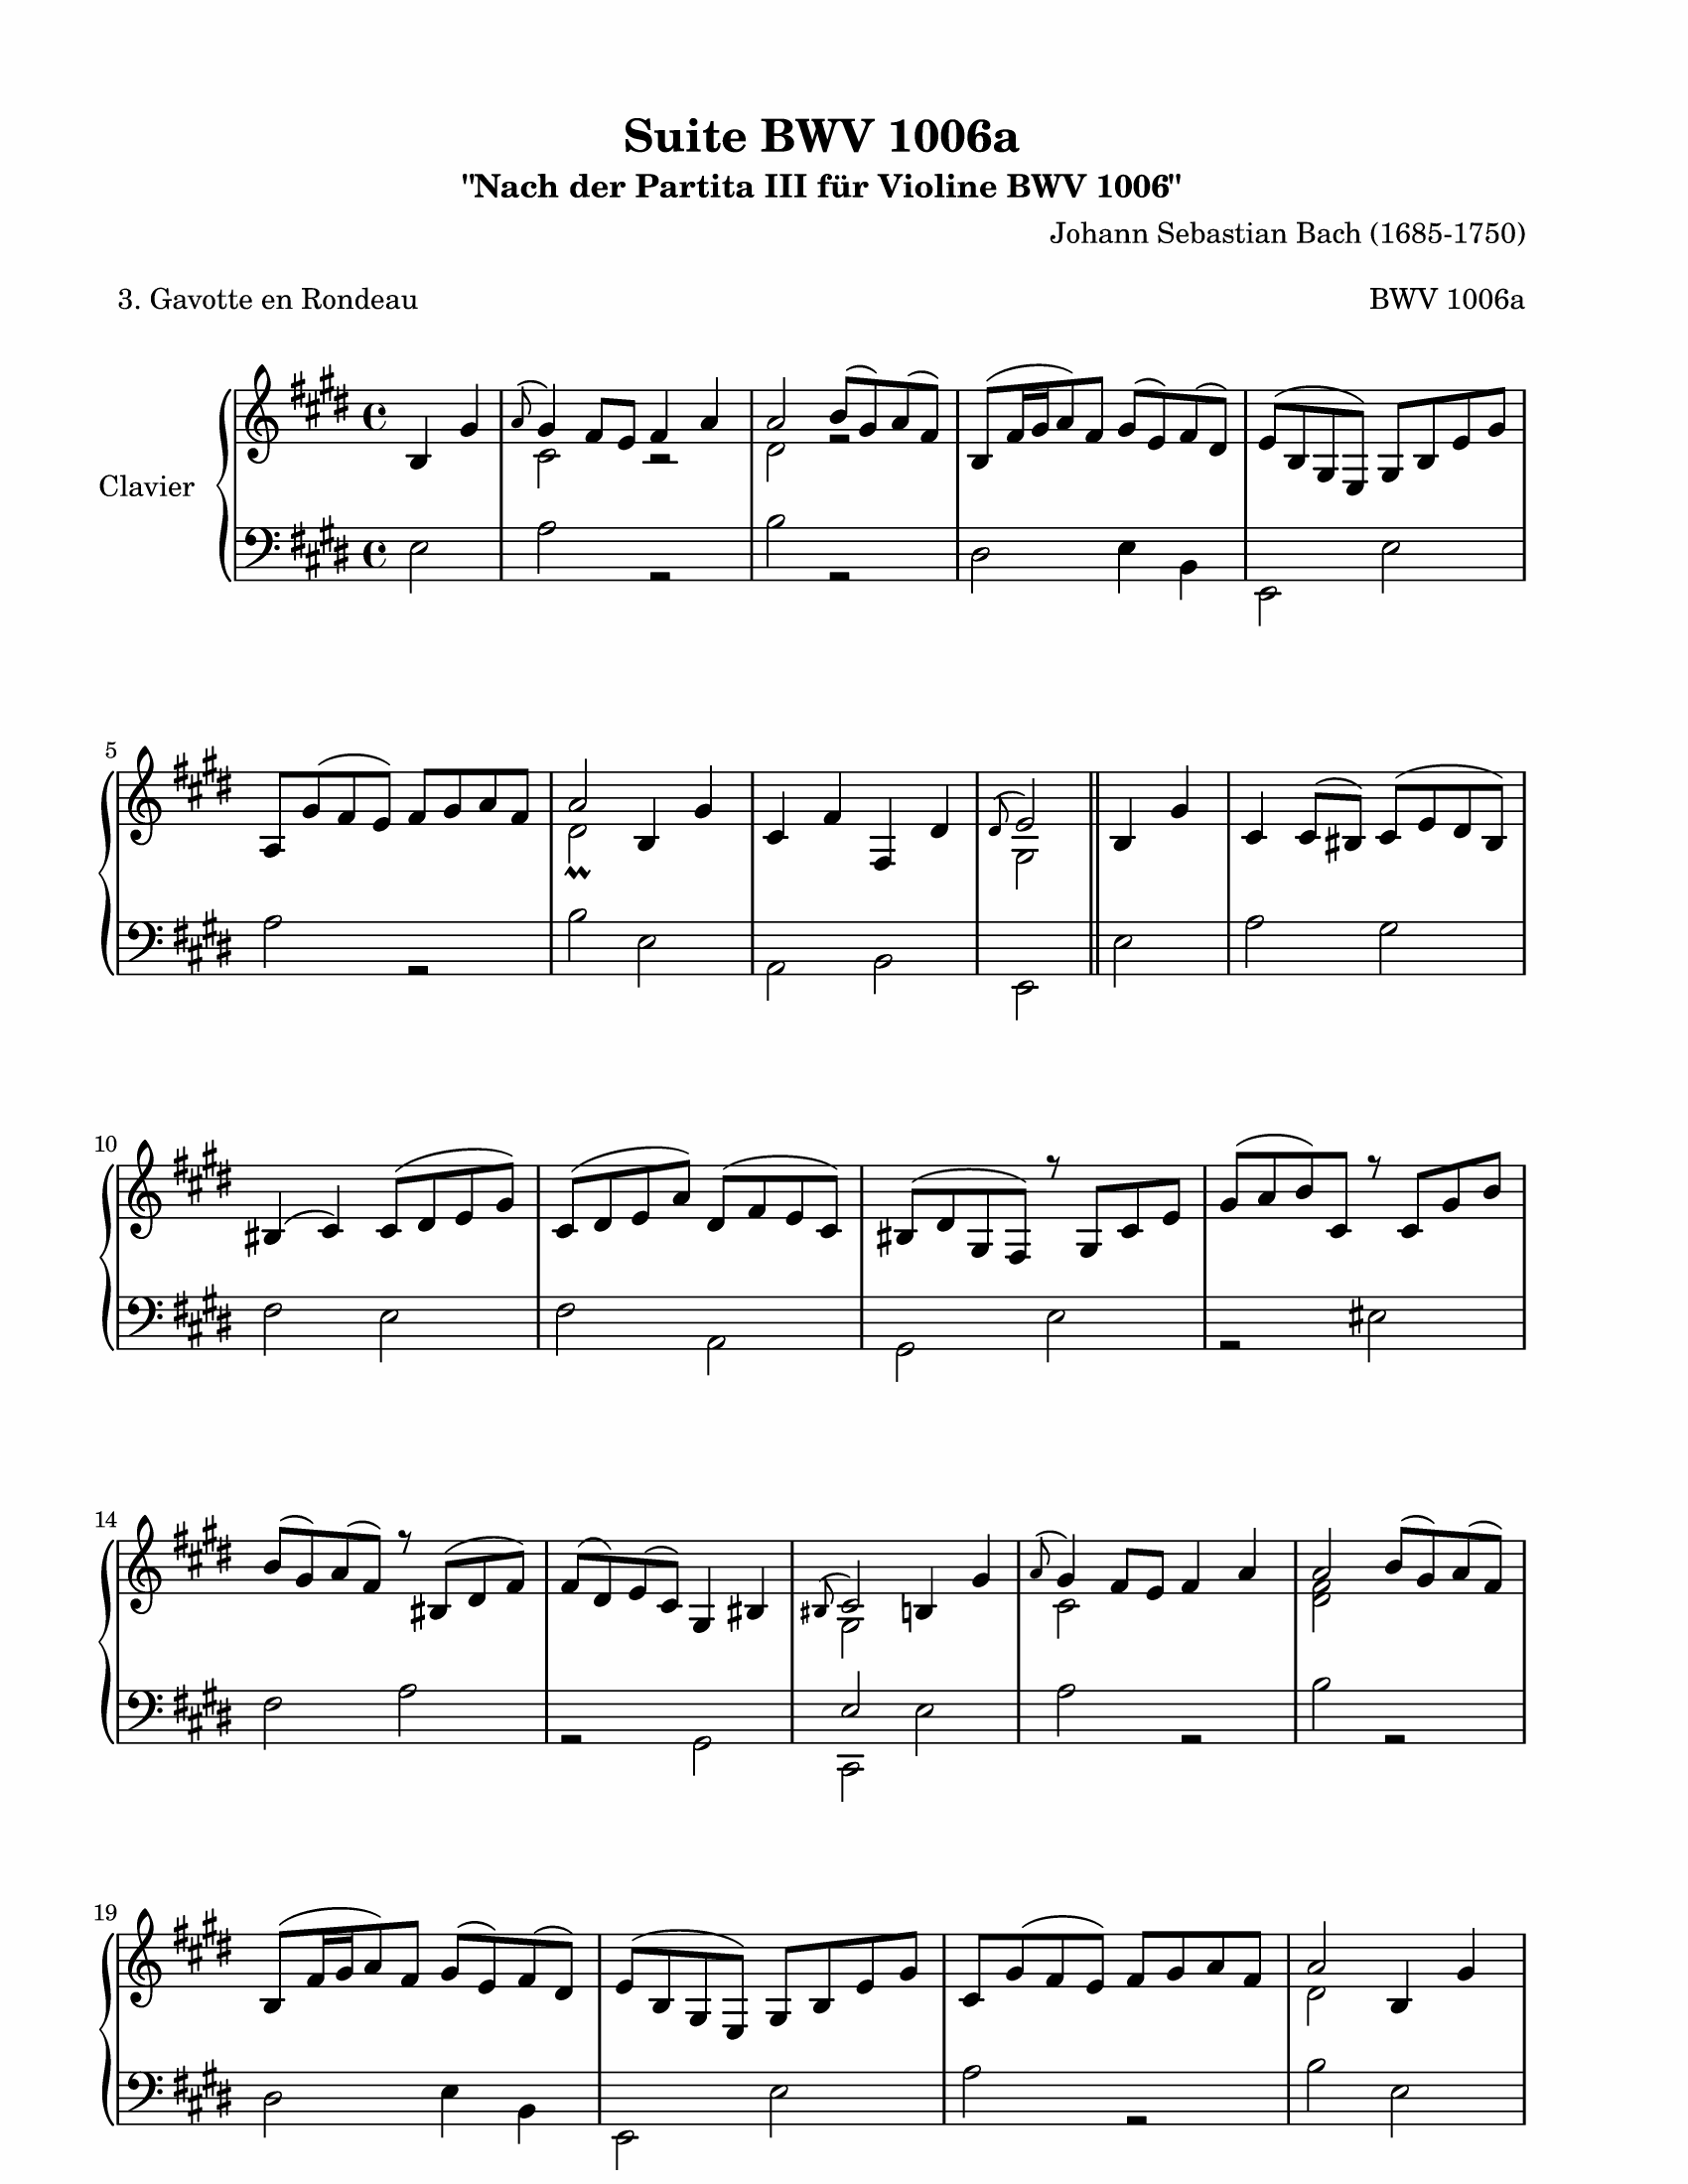 Suite BWV 1006a
"Nach der Partita III für Violine BWV 1006"
Johann Sebastian Bach (1685-1750)
3. Gavotte en Rondeau
BWV 1006a
Clavier
5
10
14
19